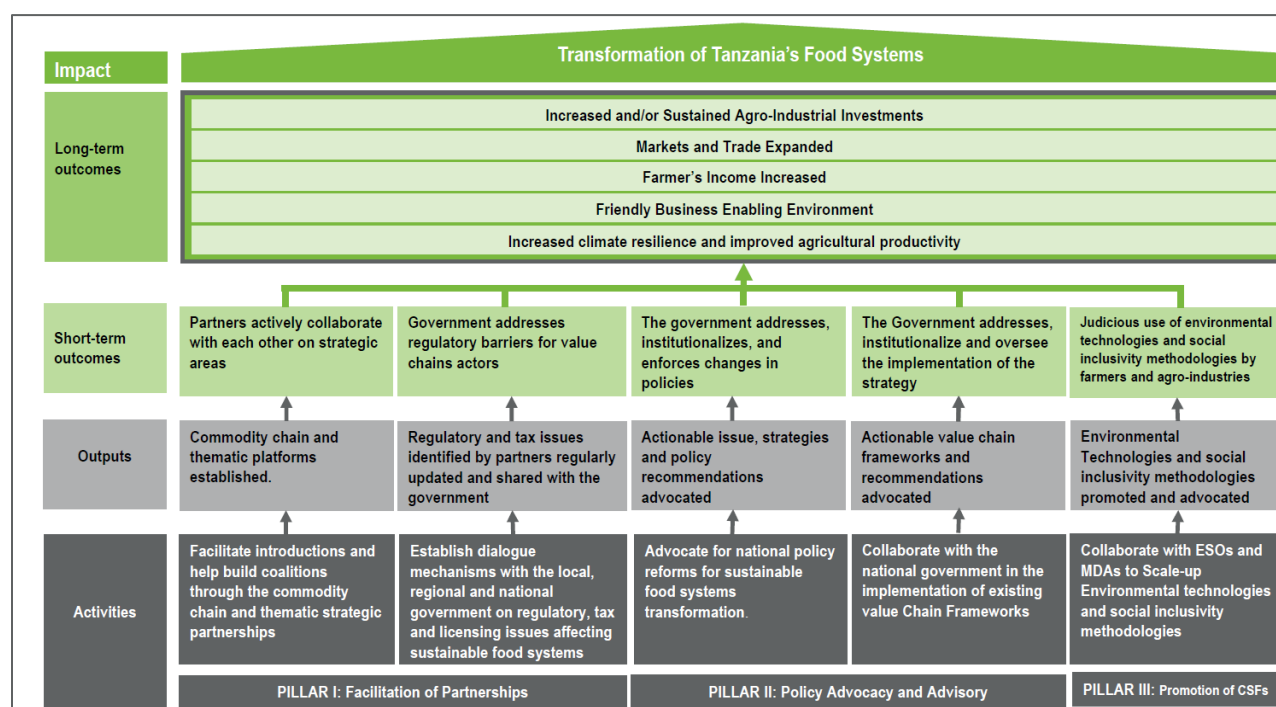 Transformation of Tanzania's Food Systems
Impact
Long-term
outcomes
Increased and/or Sustained Agro-Industrial Investments
Markets and Trade Expanded
Farmer's Income Increased
Friendly Business Enabling Environment
Increased climate resilience and improved agricultural productivity
Short-term
outcomes
Partners actively collaborate
with each other on strategic
areas
Government addresses
regulatory barriers for value
chains actors
The government addresses,
institutionalizes, and
enforces changes in
policies
The Government addresses,
institutionalize and oversee
the implementation of the
strategy
Judicious use of environmental
technologies and social
inclusivity methodologies by
farmers and agro-industries
Outputs
Commodity chain and
thematic platforms
established.
Regulatory and tax issues
identified by partners regularly
updated and shared with the
government
Actionable issue, strategies
and policy
recommendations
advocated
Actionable value chain
frameworks and
recommendations
advocated
Environmental
Technologies and social
inclusivity methodologies
promoted and advocated
Activities
Facilitate introductions and
help build coalitions
through the commodity
chain and thematic strategic
partnerships
Establish dialogue
mechanisms with the local,
regional and national
government on regulatory, tax
and licensing issues affecting
sustainable food systems
Advocate for national policy
reforms for sustainable
food systems
transformation.
Collaborate with the
national government in the
implementation of existing
value Chain Frameworks
Collaborate with ESOs and
MDAs to Scale-up
Environmental technologies
and social inclusivity
methodologies
PILLAR I: Facilitation of Partnerships
PILLAR II: Policy Advocacy and Advisory
PILLAR III: Promotion of CSFs